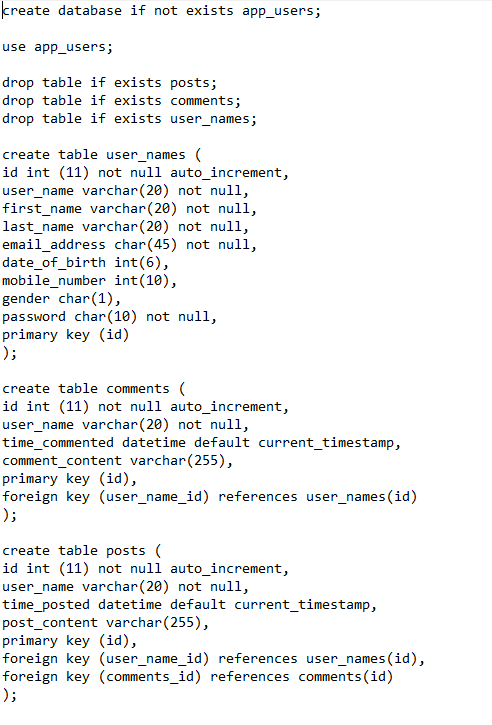 create database if not exists app_users;
use app_users;
drop table if exists posts;
drop table if exists comments;
drop table if exists user_names;
create table user_names (
id int (11) not null auto_increment,
user_name varchar(20) not null,
first_name varchar(20) not null,
last_name varchar(20) not null,
email_address char(45) not null,
date_of_birth int(6),
mobile_number int(10),
gender char(1),
password char(10) not null,
primary key (id)
);
create table comments (
id int (11) not null auto_increment,
user_name varchar(20) not null,
time_commented datetime default current_timestamp,
comment_content varchar(255),
primary key (id),
foreign key (user_name_id) references user_names(id)
);
create table posts (
id int (11) not null auto_increment,
user_name varchar(20) not null,
time_posted datetime default current_timestamp,
post_content varchar(255),
primary key (id),
foreign key (user_name_id) references user_names(id),
foreign key (comments_id) references comments(id)
);